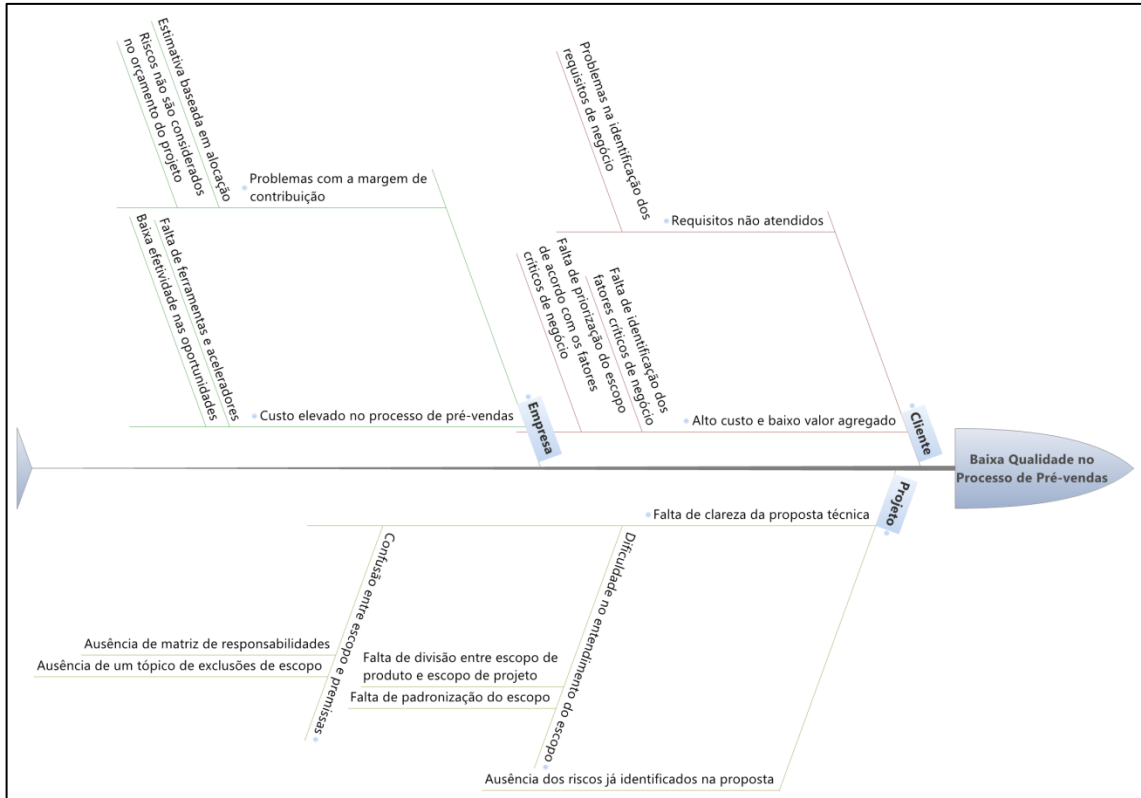 Estimativa baseada em alocação
Riscos não são considerados
no orçamento do projeto
Problemas com a margem de
contribuição
Falta de ferramentas e aceleradores
Baixa efetividade nas oportunidades
Custo elevado no processo de pré-vendas
Empresa
Problemas na identificação dos
requisitos de negócio
Requisitos não atendidos
Falta de identificação dos
fatores críticos de negócio
Falta de priorização do escopo
de acordo com os fatores
críticos de negócio
Alto custo e baixo valor agregado
Cliente
Baixa Qualidade no
Processo de Pré-vendas
Projeto
Falta de clareza da proposta técnica
Confusão entre escopo e premissas
Ausência de matriz de responsabilidades
Ausência de um tópico de exclusões de escopo
Dificuldade no entendimento do escopo
Falta de divisão entre escopo de
produto e escopo de projeto
Falta de padronização do escopo
Ausência dos riscos já identificados na proposta